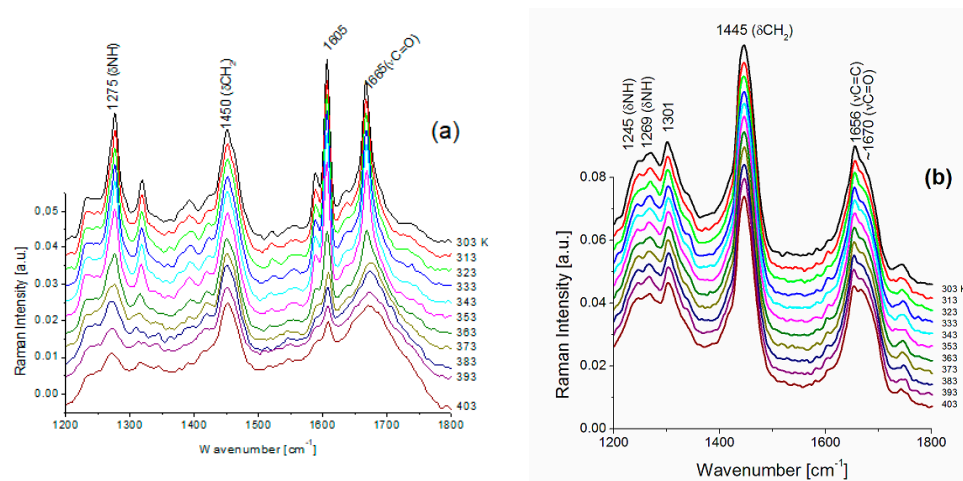 1275 (δNH)
1450 (δCH2)
1605
1665(νC=O)
(a)
0.05
0.04
0.03
0.02
0.01
0.00
Raman Intensity [a.u.]
303 K
313
323
333
343
353
363
373
383
393
403
1200 1300 1400 1500 1600 1700 1800
Wavenumber [cm-1]
1445 (δCH2)
1245 (δNH)
1269 (δNH)
1301
1656 (νC=C)
~1670 (νC=O)
(b)
0.08
0.06
0.04
0.02
0.00
Raman Intensity [a.u.]
303 K
313
323
333
343
353
363
373
383
393
403
1200 1400 1600 1800
Wavenumber [cm-1]